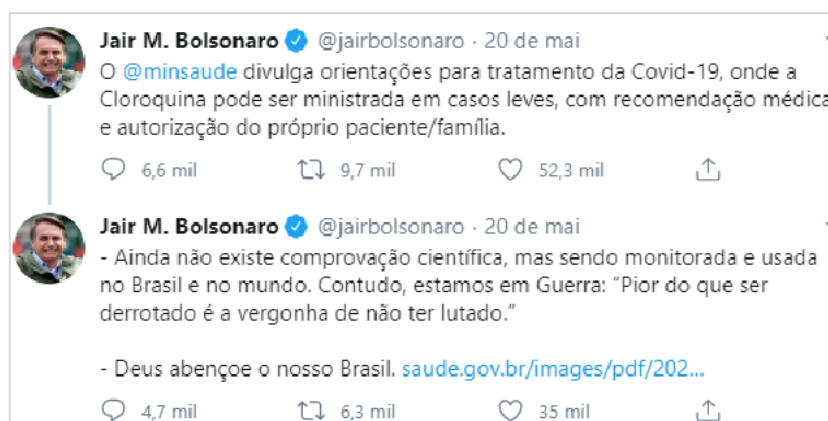 Jair M. Bolsonaro @jairbolsonaro · 20 de mai
O @minsaude divulga orientações para tratamento da Covid-19, onde a
Cloroquina pode ser ministrada em casos leves, com recomendação médica
e autorização do próprio paciente/família.
6,6 mil 9,7 mil 52,3 mil
Jair M. Bolsonaro @jairbolsonaro · 20 de mai
- Ainda não existe comprovação científica, mas sendo monitorada e usada
no Brasil e no mundo. Contudo, estamos em Guerra: “Pior do que ser
derrotado é a vergonha de não ter lutado.”
- Deus abençoe o nosso Brasil. saude.gov.br/images/pdf/202...
4,7 mil 6,3 mil 35 mil